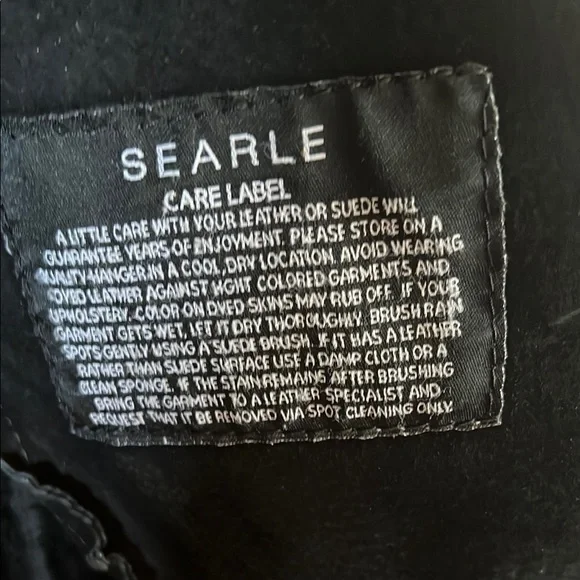 SEARLE
CARE LABEL
A LITTLE CARE WITH YOUR LEATHER OR SUEDE WILL
GUARANTEE YEARS OF ENJOYMENT. PLEASE STORE ON A
QUALITY HANGER IN A COOL, DRY LOCATION. AVOID WEARING
DYED LEATHER AGAINST LIGHT COLORED GARMENTS AND
UPHOLSTERY. COLOR ON DYED SKINS MAY RUB OFF. IF YOUR
GARMENT GETS WET, LET IT DRY THOROUGHLY. BRUSH RAIN
SPOTS GENTLY USING A SUEDE BRUSH. IF IT HAS A LEATHER
RATHER THAN SUEDE SURFACE USE A DAMP CLOTH OR A
CLEAN SPONGE. IF THE STAIN REMAINS AFTER BRUSHING
BRING THE GARMENT TO A LEATHER SPECIALIST AND
REQUEST THAT IT BE REMOVED VIA SPOT CLEANING ONLY.